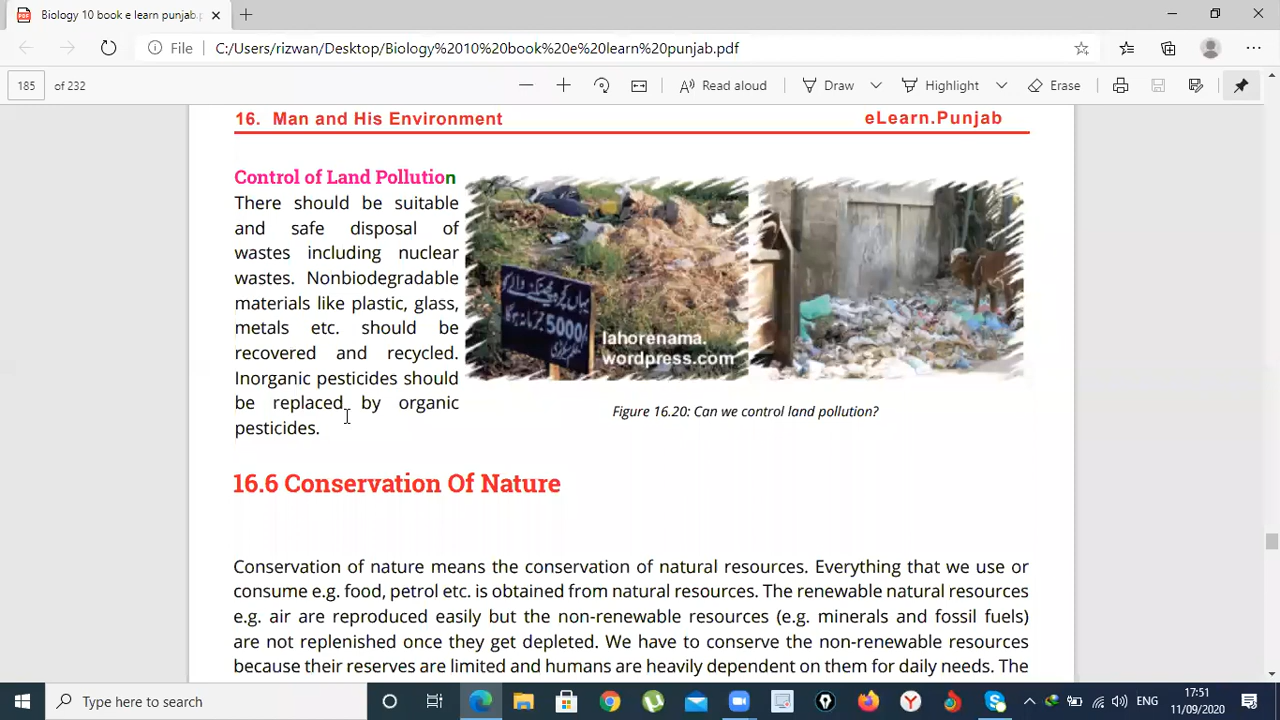 Biology 10 book e learn punjab.p
File
C:/Users/rizwan/Desktop/Biology%2010%20book%20e%20learn%20punjab.pdf
185 of 232
Read aloud
Draw
Highlight
Erase
16. Man and His Environment
eLearn.Punjab
Control of Land Pollution
There should be suitable
and safe disposal of
wastes including nuclear
wastes. Nonbiodegradable
materials like plastic, glass,
metals etc. should be
recovered and recycled.
Inorganic pesticides should
be replaced by organic
pesticides.
یہاں کچرہ پھینکنے والے کو
5000/
جرمانہ ہوگا
lahorenama.
wordpress.com
Figure 16.20: Can we control land pollution?
16.6 Conservation Of Nature
Conservation of nature means the conservation of natural resources. Everything that we use or
consume e.g. food, petrol etc. is obtained from natural resources. The renewable natural resources
e.g. air are reproduced easily but the non-renewable resources (e.g. minerals and fossil fuels)
are not replenished once they get depleted. We have to conserve the non-renewable resources
because their reserves are limited and humans are heavily dependent on them for daily needs. The
Type here to search
ENG
17:51
11/09/2020